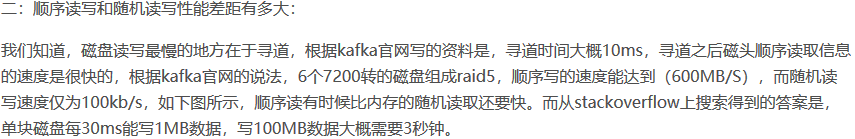 二：顺序读写和随机读写性能差距有多大：
我们知道，磁盘读写最慢的地方在于寻道，根据kafka官网写的资料是，寻道时间大概10ms，寻道之后磁头顺序读取信息
的速度是很快的，根据kafka官网的说法，6个7200转的磁盘组成raid5，顺序写的速度能达到（600MB/S），而随机读
写速度仅为100kb/s，如下图所示，顺序读有时候比内存的随机读取还要快。而从stackoverflow上搜索得到的答案是，
单块磁盘每30ms能写1MB数据，写100MB数据大概需要3秒钟。